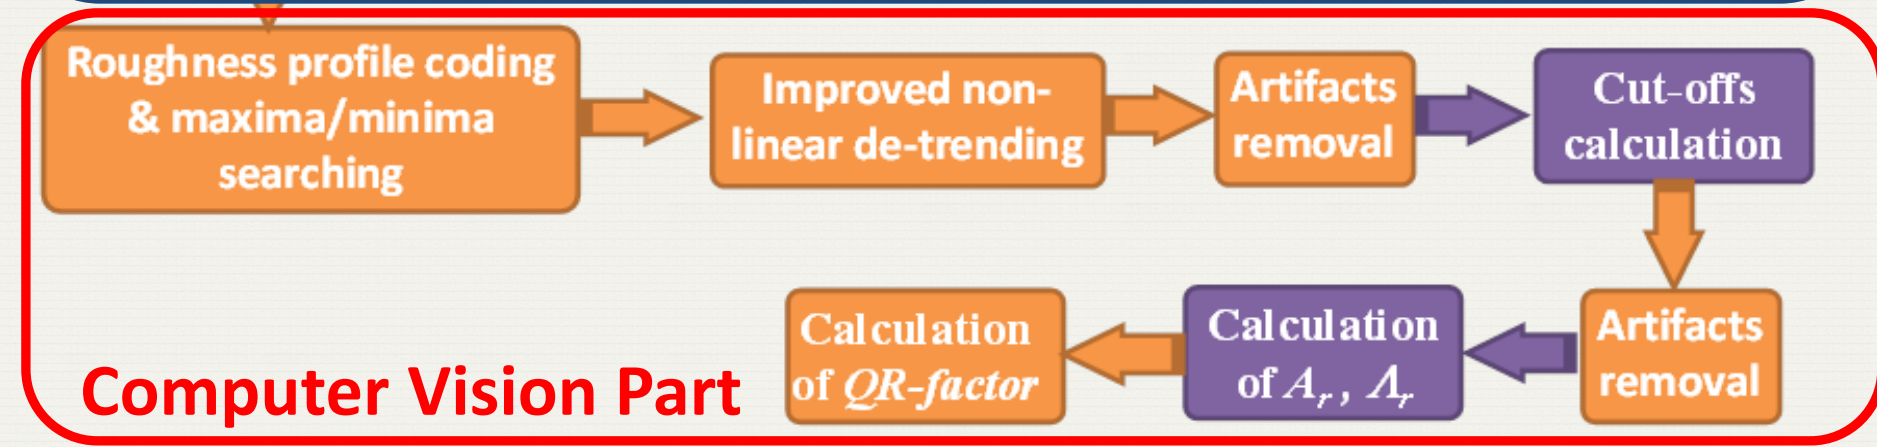 Roughness profile coding
& maxima/minima
searching
Improved non-
linear de-trending
Artifacts
removal
Cut-offs
calculation
Artifacts
removal
Calculation
of Aᵣ , Λᵣ
Calculation
of QR-factor
Computer Vision Part